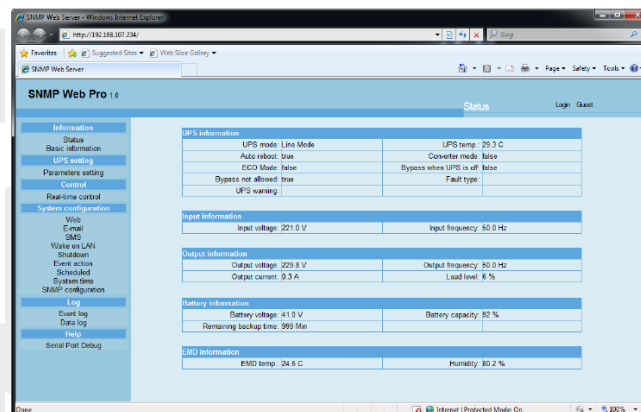 SNMP Web Server - Windows Internet Explorer
http://192.168.107.234/
Bing
Favorites Suggested Sites Web Slice Gallery
SNMP Web Server
Page Safety Tools
SNMP Web Pro 1.6
Status
Login Guest
Information
Status
Basic information
UPS setting
Parameters setting
Control
Real-time control
System configuration
Web
E-mail
SMS
Wake on LAN
Shutdown
Event action
Scheduled
System time
SNMP configuration
Log
Event log
Data log
Help
Serial Port Debug
UPS information
UPS mode: Line Mode UPS temp.: 29.3 C
Auto reboot: true Converter mode: false
ECO Mode: false Bypass when UPS is off: false
Bypass not allowed: true Fault type:
UPS warning:
Input information
Input voltage: 221.0 V Input frequency: 50.0 Hz
Output information
Output voltage: 229.8 V Output frequency: 50.0 Hz
Output current: 0.3 A Load level: 6 %
Battery information
Battery voltage: 41.0 V Battery capacity: 92 %
Remaining backup time: 999 Min
EMD information
EMD temp.: 24.6 C Humidity: 80.2 %
Done
Internet | Protected Mode: On
100%